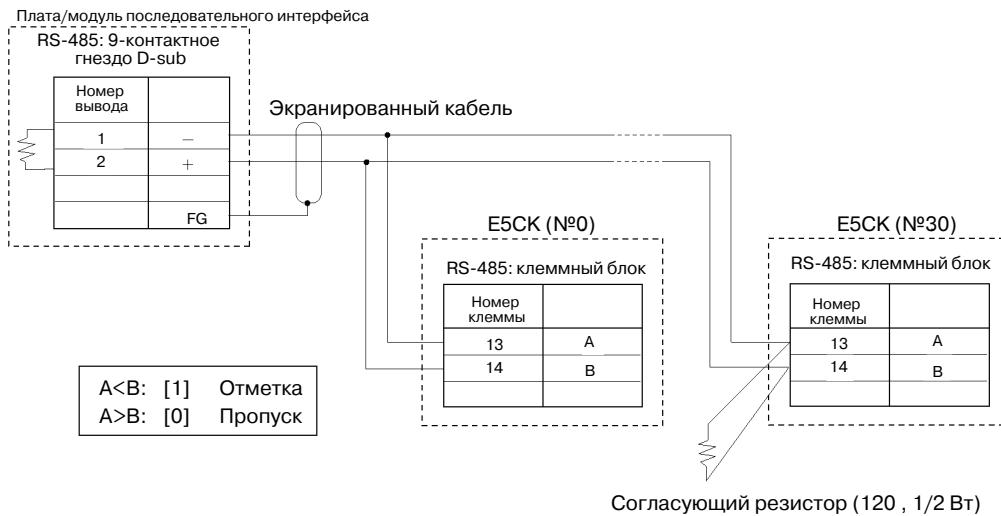 Плата/модуль последовательного интерфейса
RS-485: 9-контактное
гнездо D-sub
Номер
вывода
1 –
2 +
FG
Экранированный кабель
E5CK (№0)
RS-485: клеммный блок
Номер
клеммы
13 A
14 B
E5CK (№30)
RS-485: клеммный блок
Номер
клеммы
13 A
14 B
A<B: [1] Отметка
A>B: [0] Пропуск
Согласующий резистор (120 , 1/2 Вт)